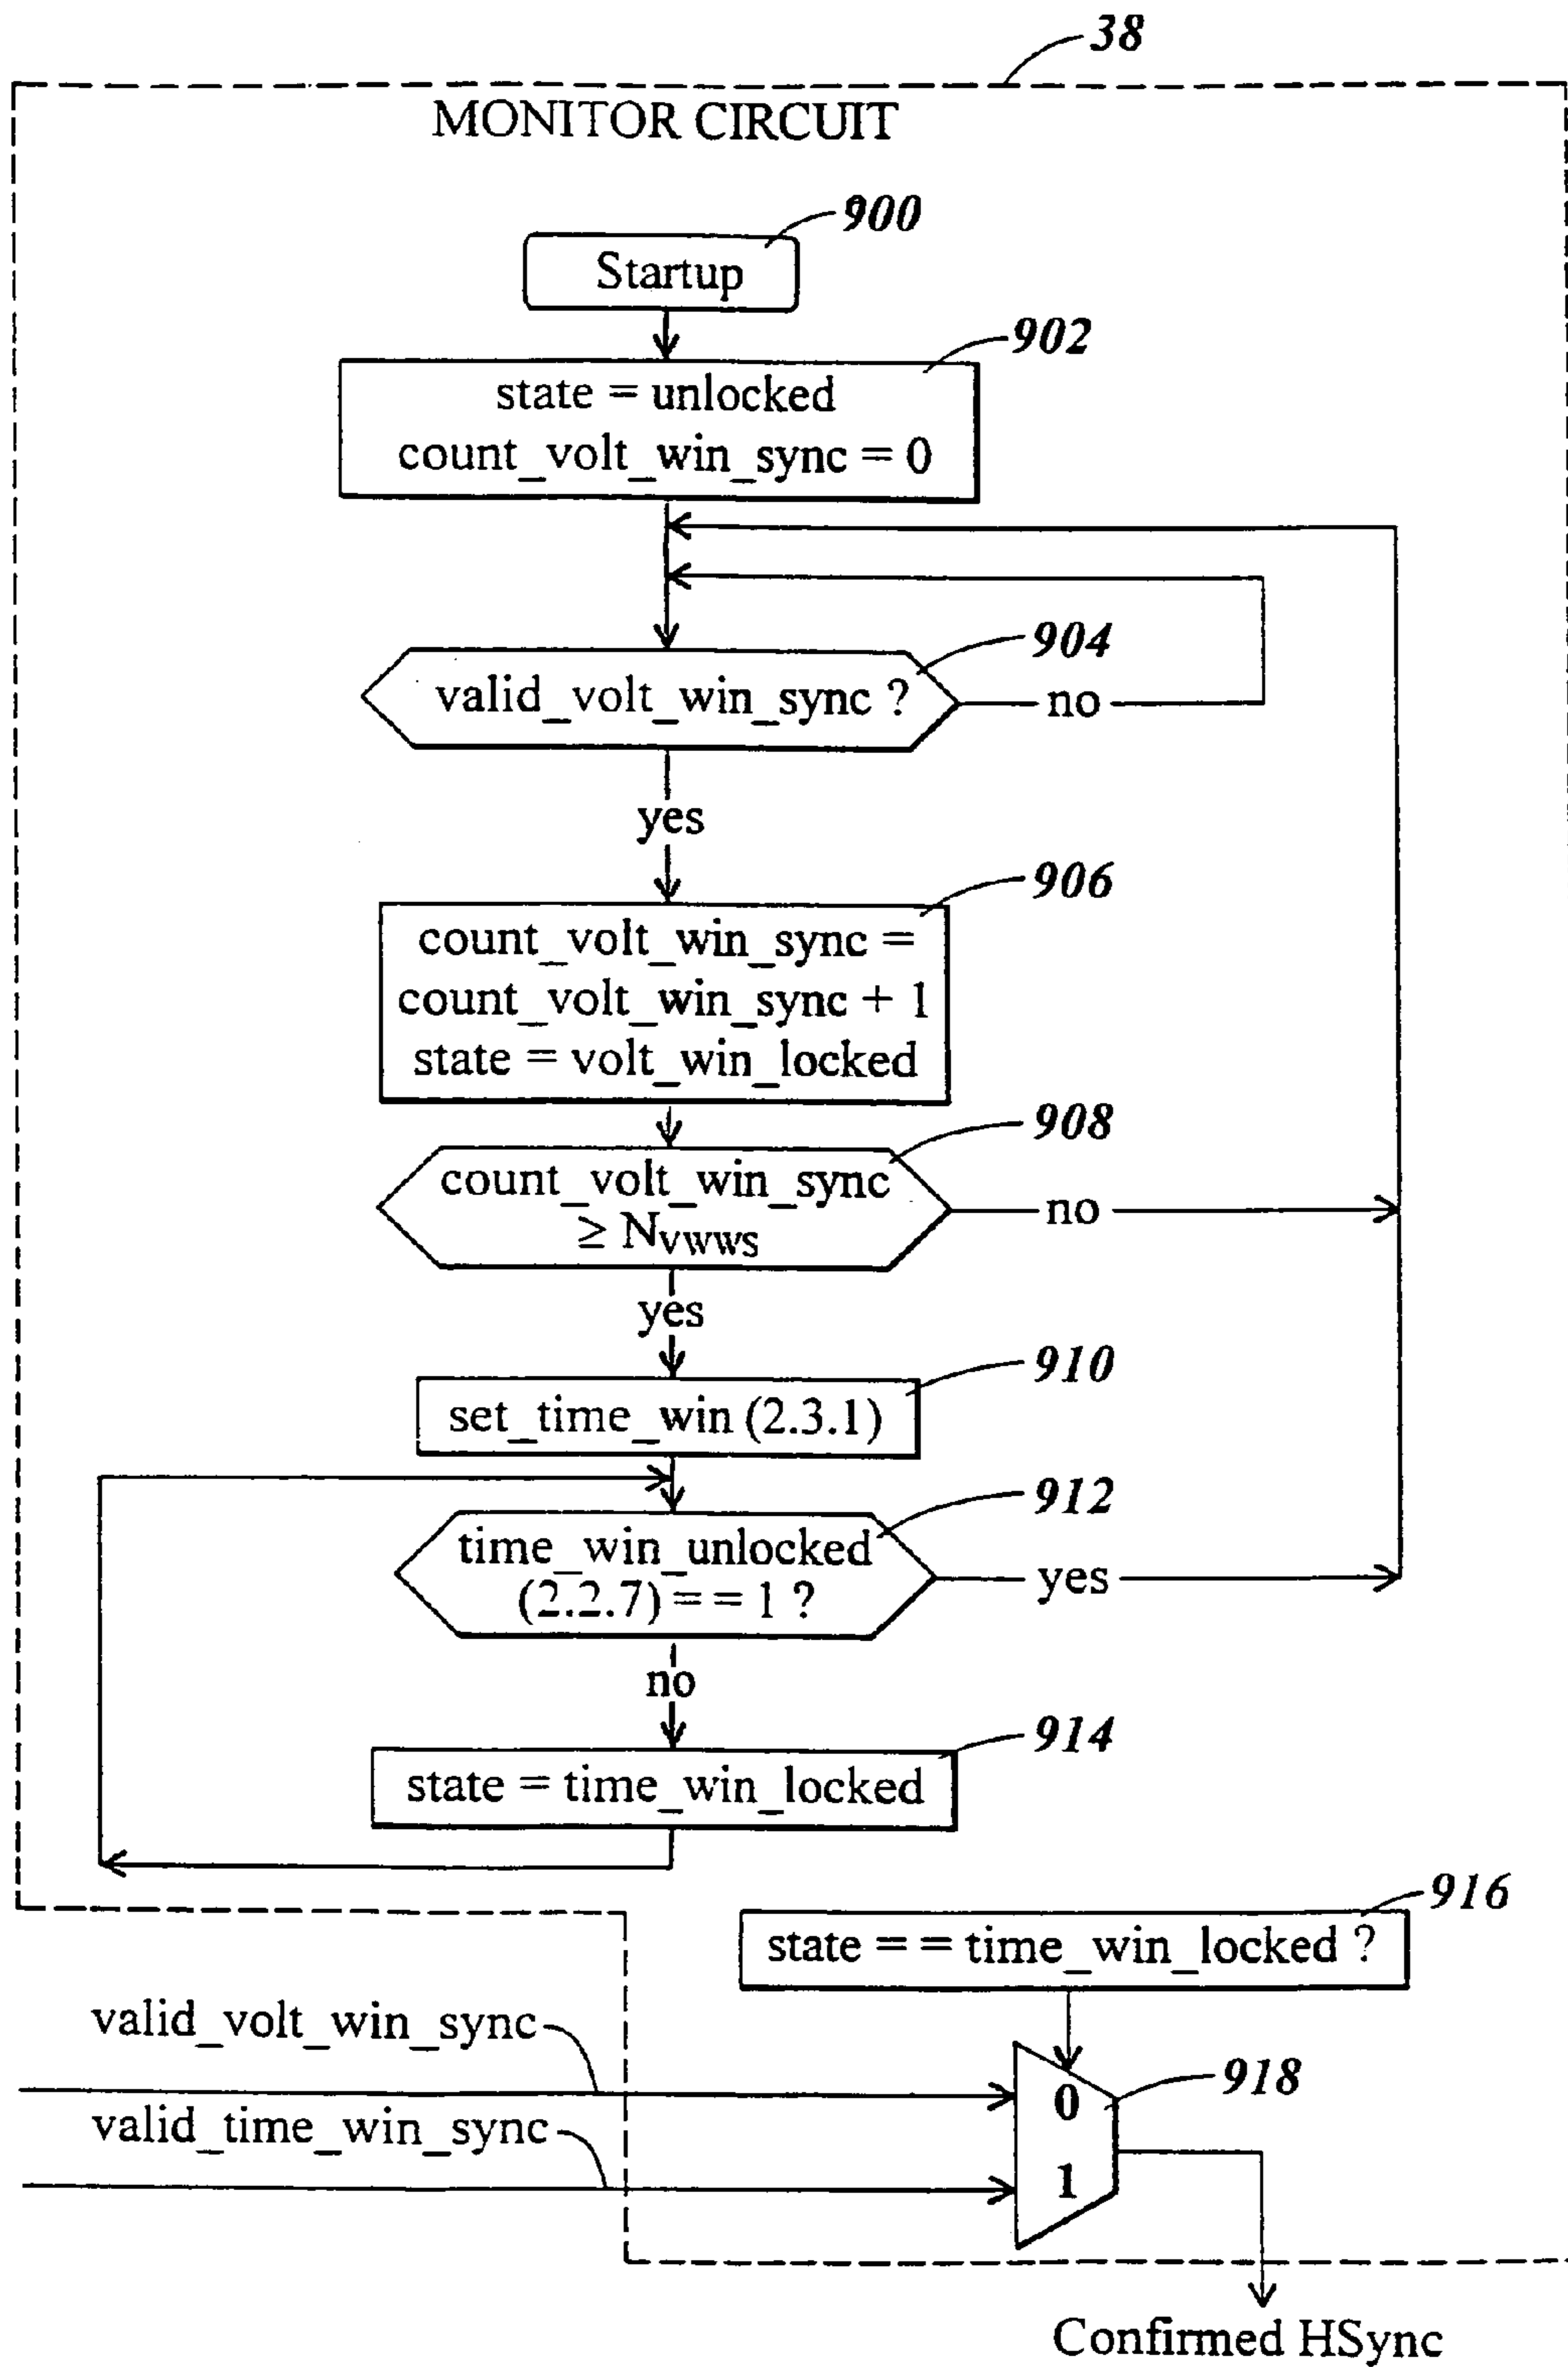 38
MONITOR CIRCUIT
900
Startup
902
state = unlocked
count_volt_win_sync = 0
904
valid_volt_win_sync ?
no
yes
906
count_volt_win_sync =
count_volt_win_sync + 1
state = volt_win_locked
908
count_volt_win_sync
≥ NVWWS
no
yes
910
set_time_win (2.3.1)
912
time_win_unlocked
(2.2.7) = = 1 ?
yes
no
914
state = time_win_locked
916
state = = time_win_locked ?
valid_volt_win_sync
918
0
valid_time_win_sync
1
Confirmed HSync